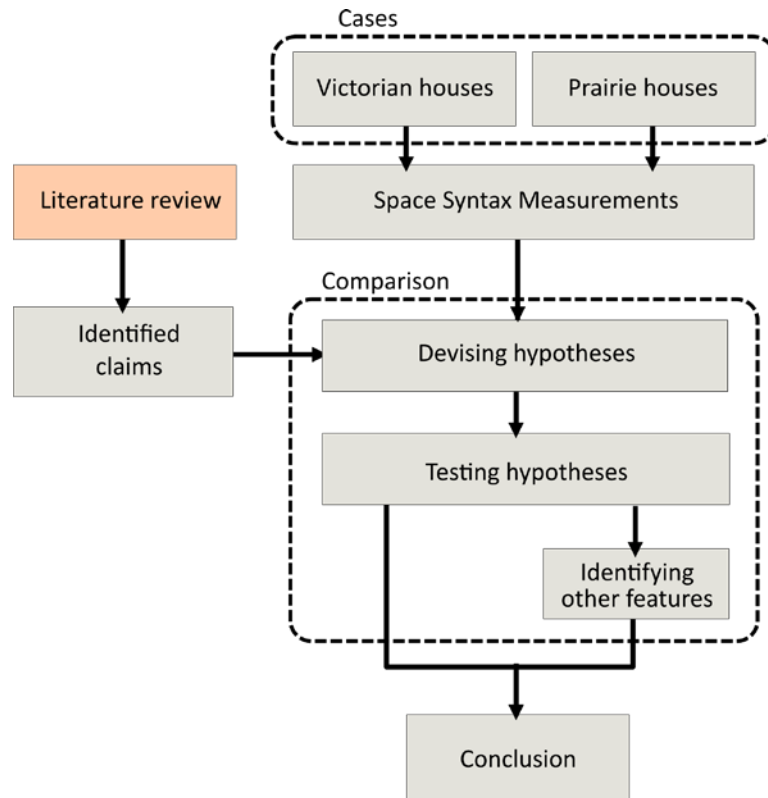 Cases
Victorian houses
Prairie houses
Literature review
Space Syntax Measurements
Comparison
Identified
claims
Devising hypotheses
Testing hypotheses
Identifying
other features
Conclusion